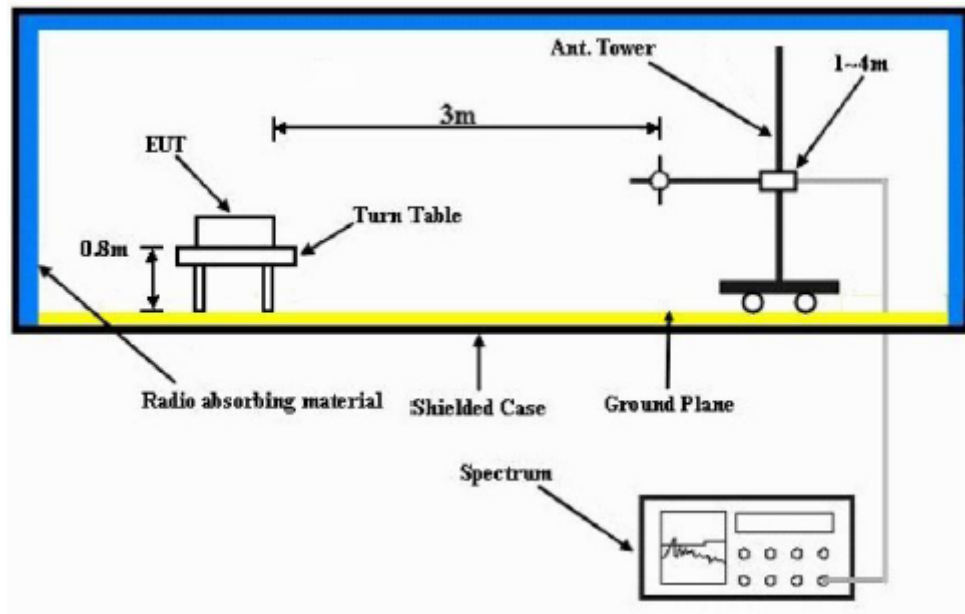 Ant. Tower
1~4m
3m
EUT
Turn Table
0.8m
Radio absorbing material
Shielded Case
Ground Plane
Spectrum